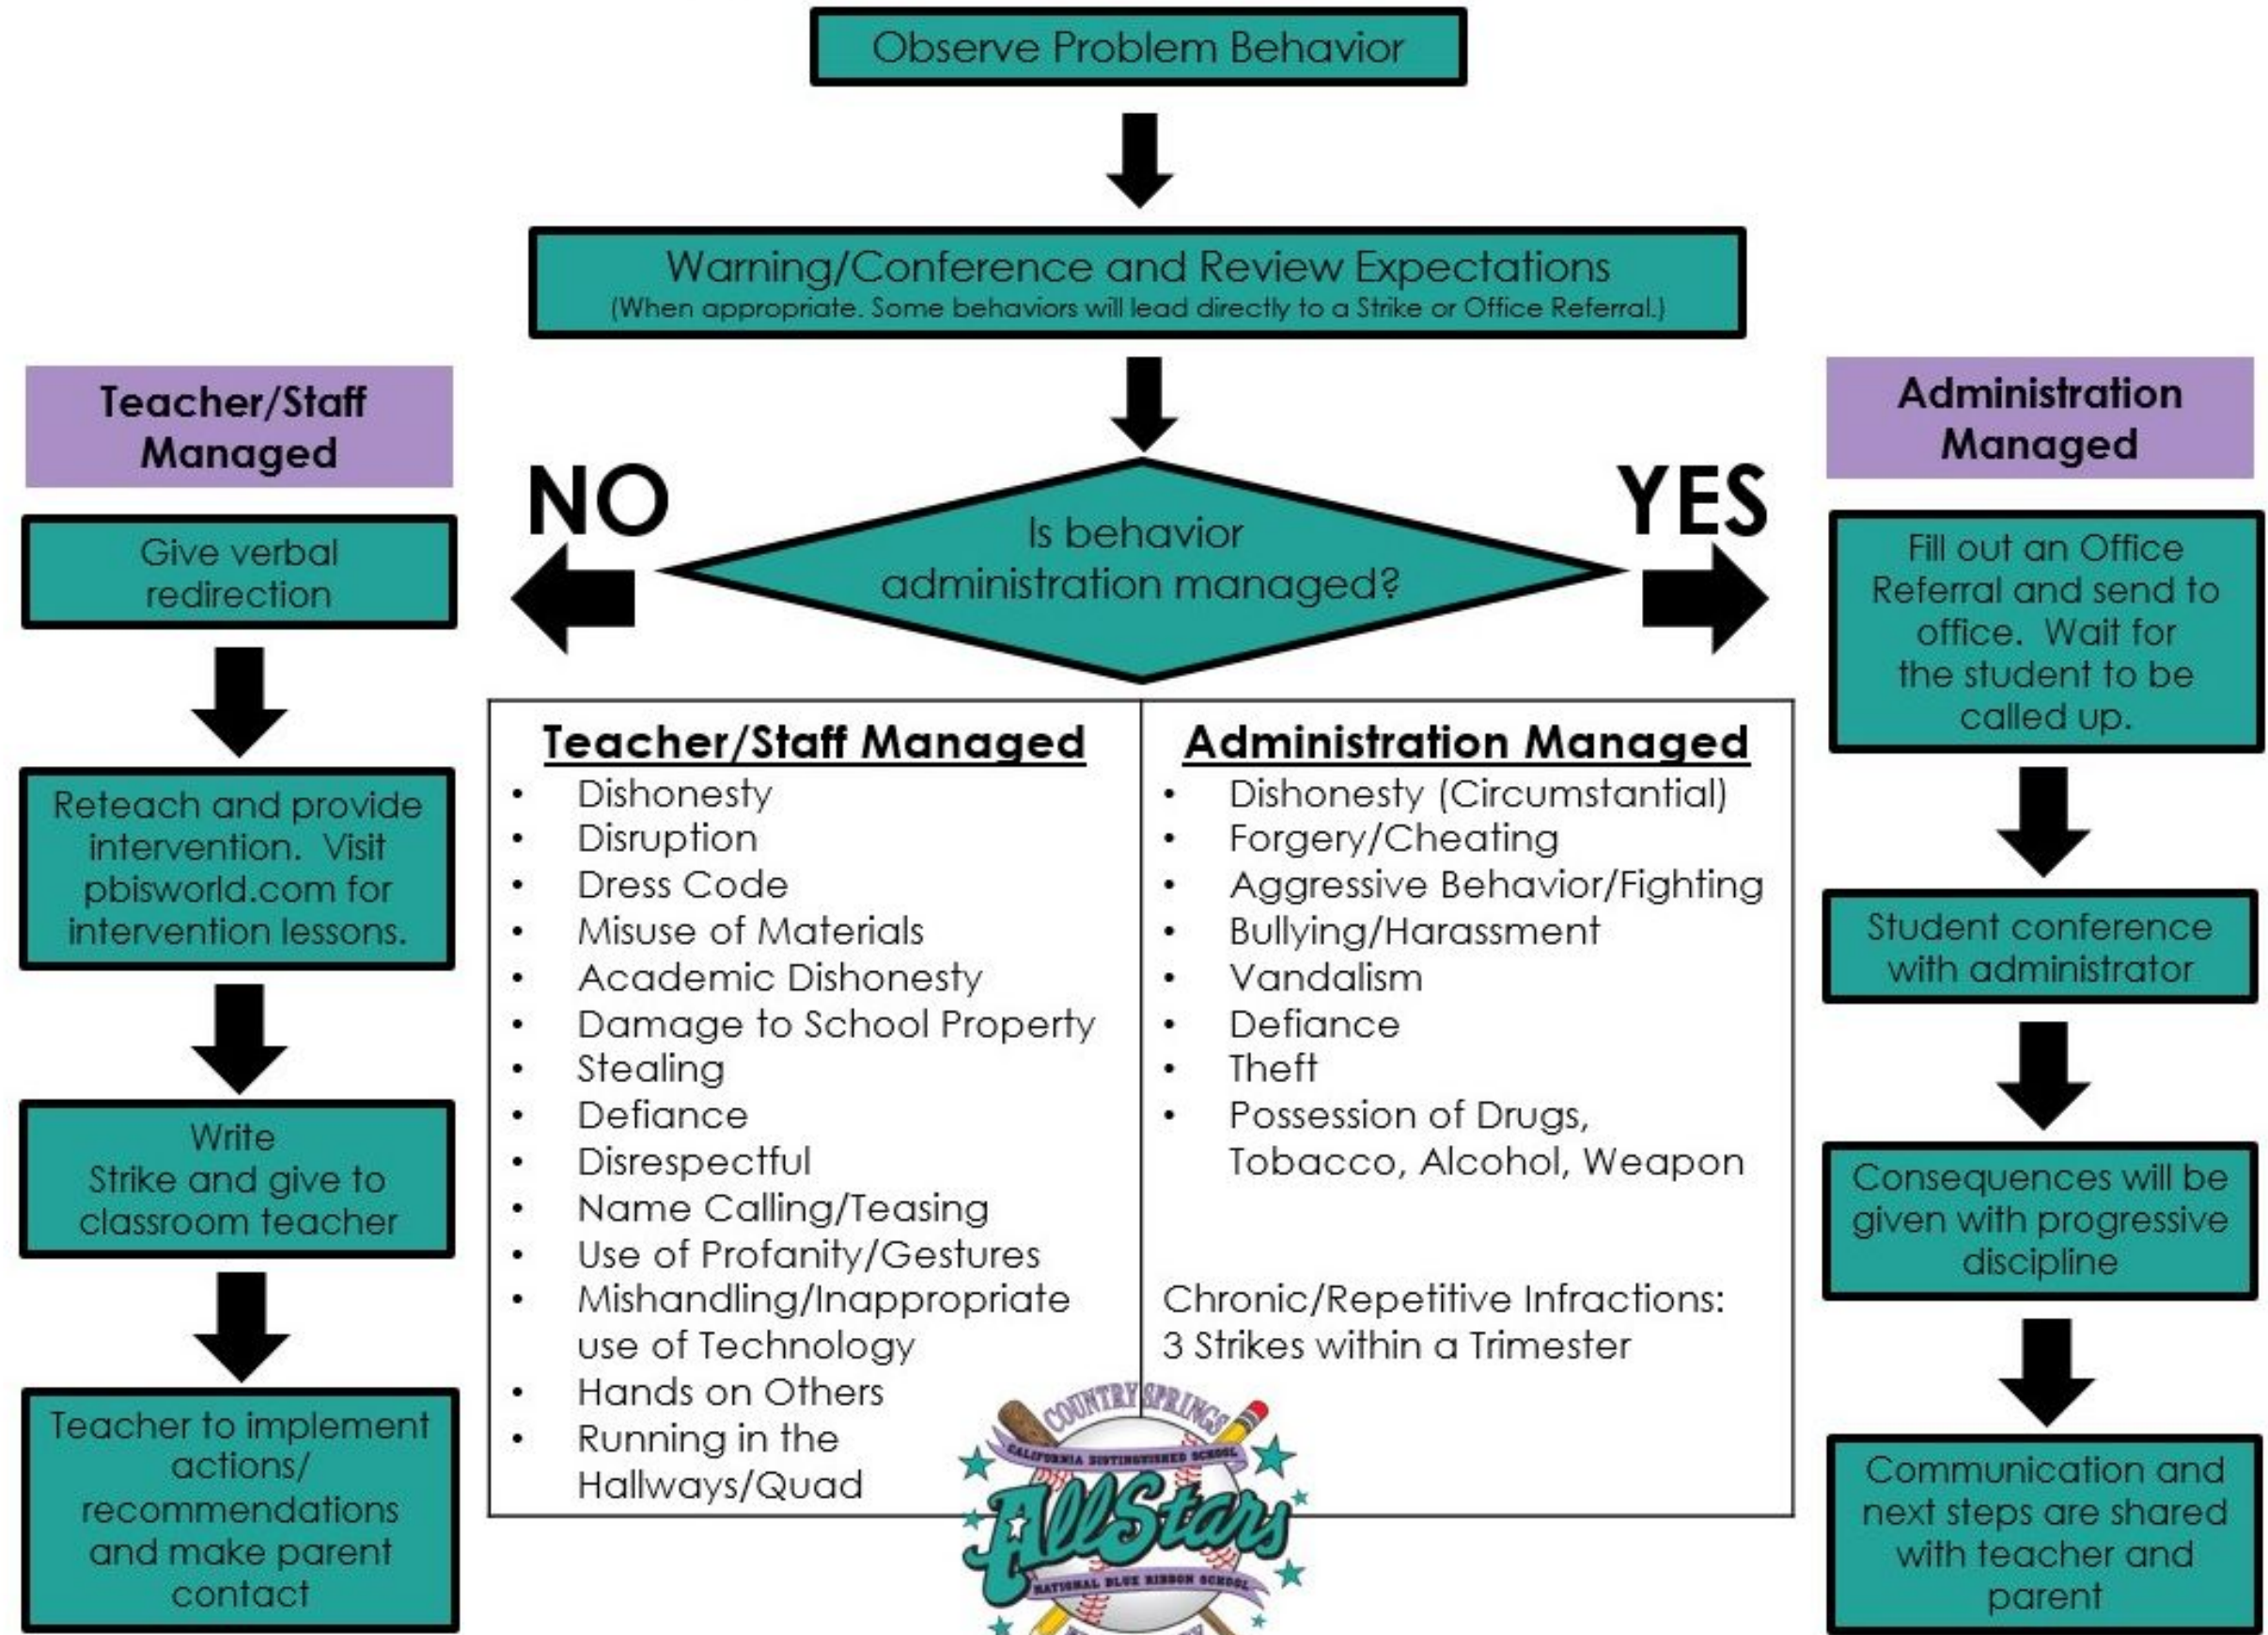 Observe Problem Behavior
Warning/Conference and Review Expectations
(When appropriate. Some behaviors will lead directly to a Strike or Office Referral.)
Is behavior
administration managed?
NO
YES
Teacher/Staff
Managed
Give verbal
redirection
Reteach and provide
intervention. Visit
pbisworld.com for
intervention lessons.
Write
Strike and give to
classroom teacher
Teacher to implement
actions/
recommendations
and make parent
contact
Teacher/Staff Managed
• Dishonesty
• Disruption
• Dress Code
• Misuse of Materials
• Academic Dishonesty
• Damage to School Property
• Stealing
• Defiance
• Disrespectful
• Name Calling/Teasing
• Use of Profanity/Gestures
• Mishandling/Inappropriate
use of Technology
• Hands on Others
• Running in the
Hallways/Quad
Administration Managed
• Dishonesty (Circumstantial)
• Forgery/Cheating
• Aggressive Behavior/Fighting
• Bullying/Harassment
• Vandalism
• Defiance
• Theft
• Possession of Drugs,
Tobacco, Alcohol, Weapon
Chronic/Repetitive Infractions:
3 Strikes within a Trimester
Administration
Managed
Fill out an Office
Referral and send to
office. Wait for
the student to be
called up.
Student conference
with administrator
Consequences will be
given with progressive
discipline
Communication and
next steps are shared
with teacher and
parent
COUNTRY SPRINGS
CALIFORNIA DISTINGUISHED SCHOOL
AllStars
NATIONAL BLUE RIBBON SCHOOL